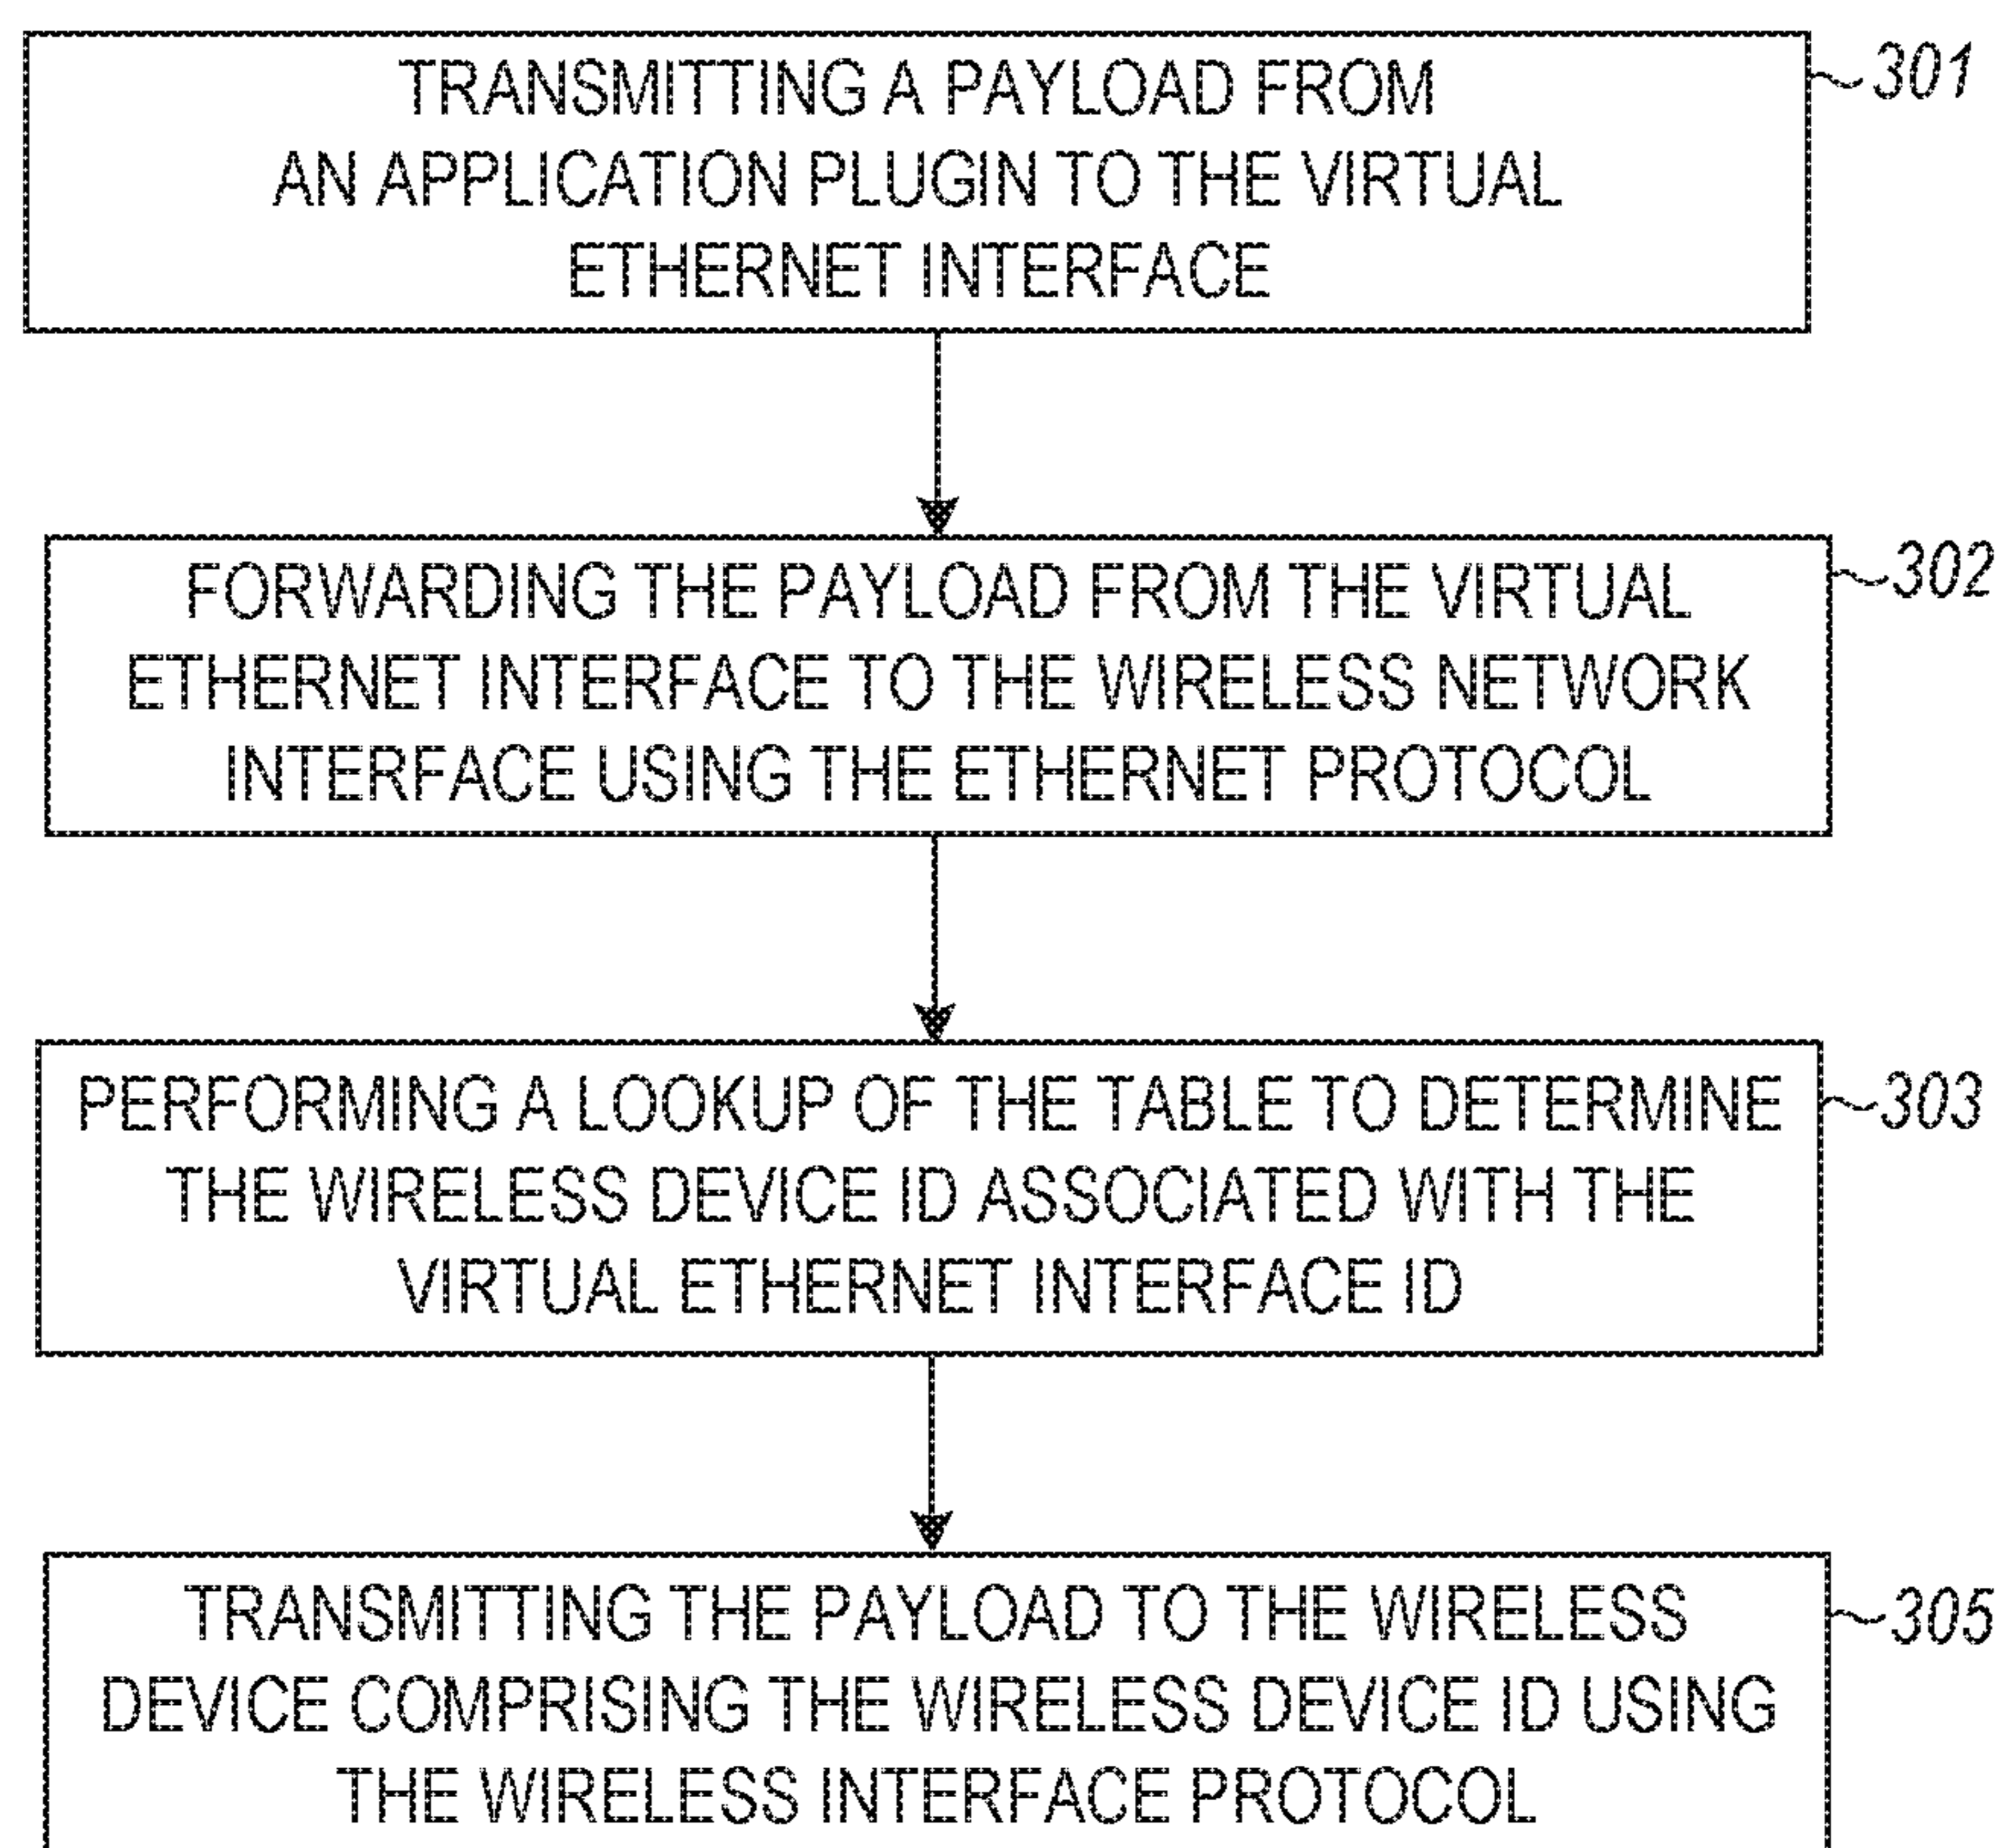 TRANSMITTING A PAYLOAD FROM
AN APPLICATION PLUGIN TO THE VIRTUAL
ETHERNET INTERFACE
301
FORWARDING THE PAYLOAD FROM THE VIRTUAL
ETHERNET INTERFACE TO THE WIRELESS NETWORK
INTERFACE USING THE ETHERNET PROTOCOL
302
PERFORMING A LOOKUP OF THE TABLE TO DETERMINE
THE WIRELESS DEVICE ID ASSOCIATED WITH THE
VIRTUAL ETHERNET INTERFACE ID
303
TRANSMITTING THE PAYLOAD TO THE WIRELESS
DEVICE COMPRISING THE WIRELESS DEVICE ID USING
THE WIRELESS INTERFACE PROTOCOL
305